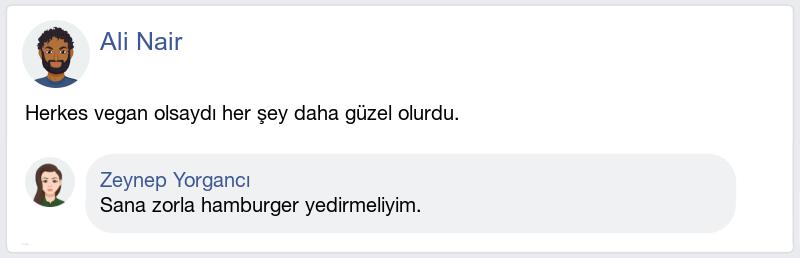 Ali Nair
Herkes vegan olsaydı her şey daha güzel olurdu.
Zeynep Yorgancı
Sana zorla hamburger yedirmeliyim.